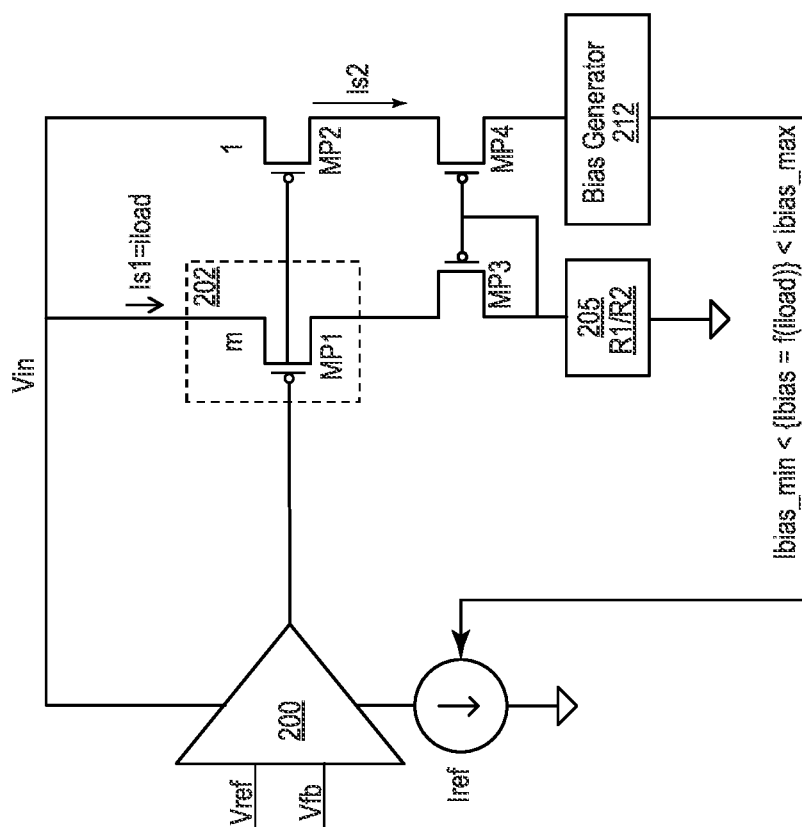 Vin
Is1=Iload
202
m
MP1
1
MP2
Is2
MP3
MP4
205
R1/R2
Bias Generator
212
200
Vref
Vfb
Iref
Ibias_min < {Ibias = f(Iload)} < Ibias_max